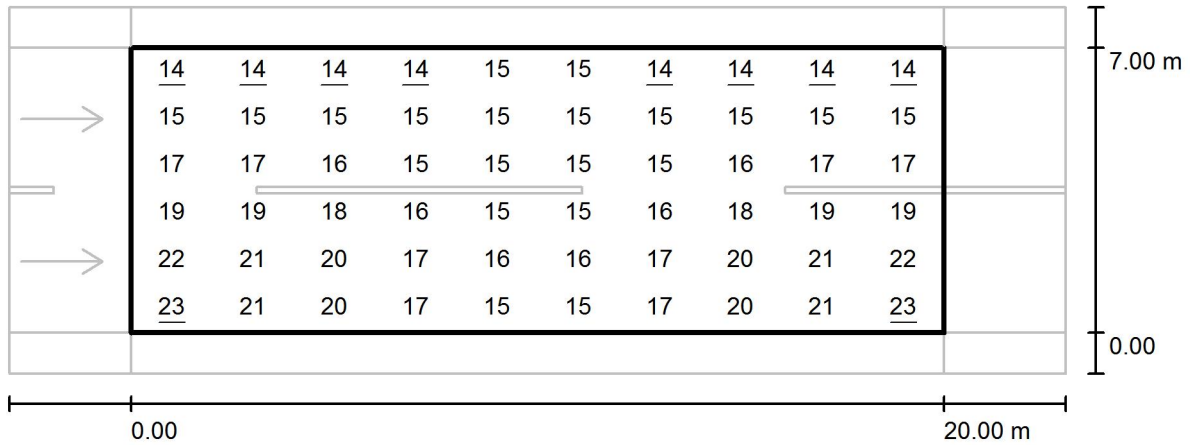 14 14 14 14 15 15 14 14 14 14
7.00 m
15 15 15 15 15 15 15 15 15 15
17 17 16 15 15 15 15 16 17 17
19 19 18 16 15 15 16 18 19 19
22 21 20 17 16 16 17 20 21 22
23 21 20 17 15 15 17 20 21 23
0.00
0.00 20.00 m